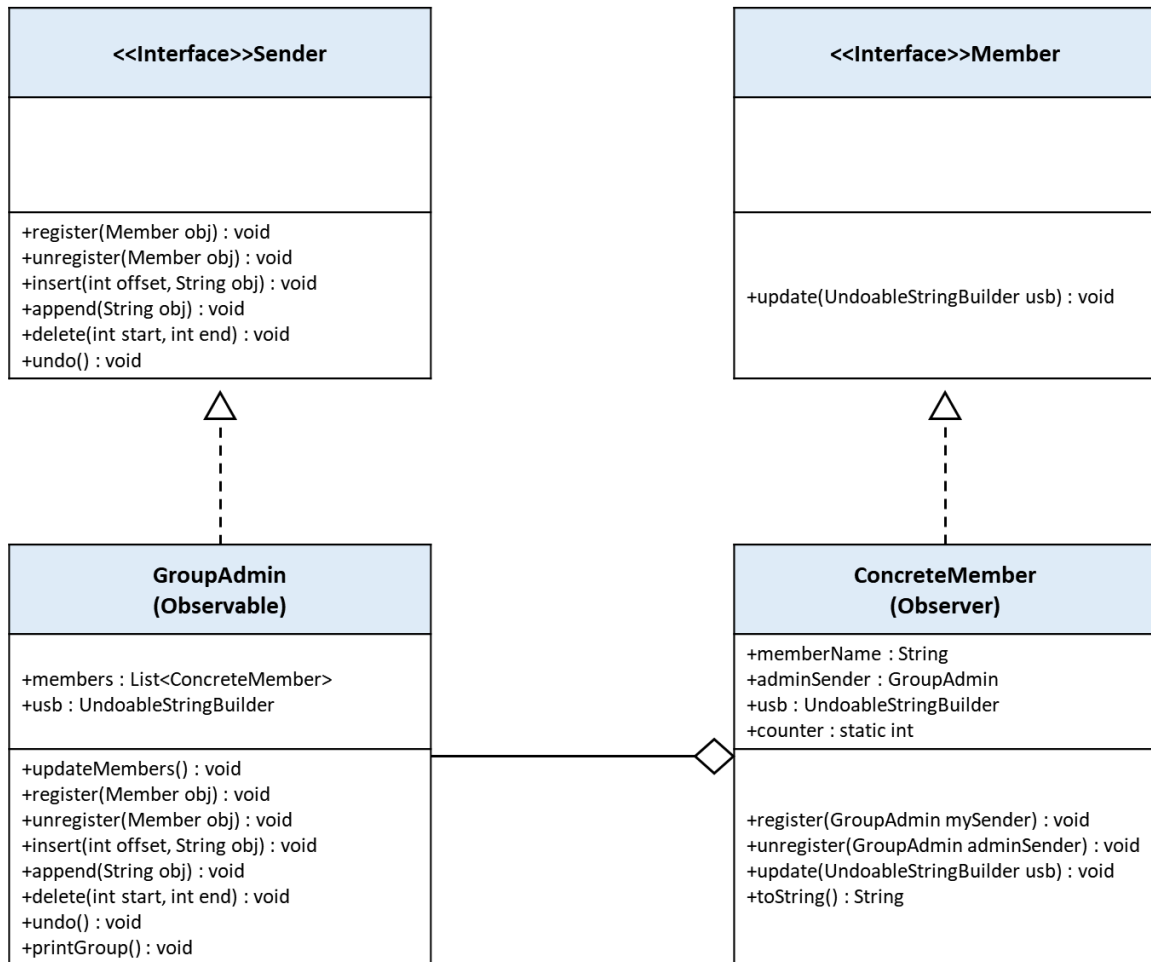 <<Interface>>Sender
+register(Member obj) : void
+unregister(Member obj) : void
+insert(int offset, String obj) : void
+append(String obj) : void
+delete(int start, int end) : void
+undo() : void
<<Interface>>Member
+update(UndoableStringBuilder usb) : void
GroupAdmin
(Observable)
+members : List<ConcreteMember>
+usb : UndoableStringBuilder
+updateMembers() : void
+register(Member obj) : void
+unregister(Member obj) : void
+insert(int offset, String obj) : void
+append(String obj) : void
+delete(int start, int end) : void
+undo() : void
+printGroup() : void
ConcreteMember
(Observer)
+memberName : String
+adminSender : GroupAdmin
+usb : UndoableStringBuilder
+counter : static int
+register(GroupAdmin mySender) : void
+unregister(GroupAdmin adminSender) : void
+update(UndoableStringBuilder usb) : void
+toString() : String